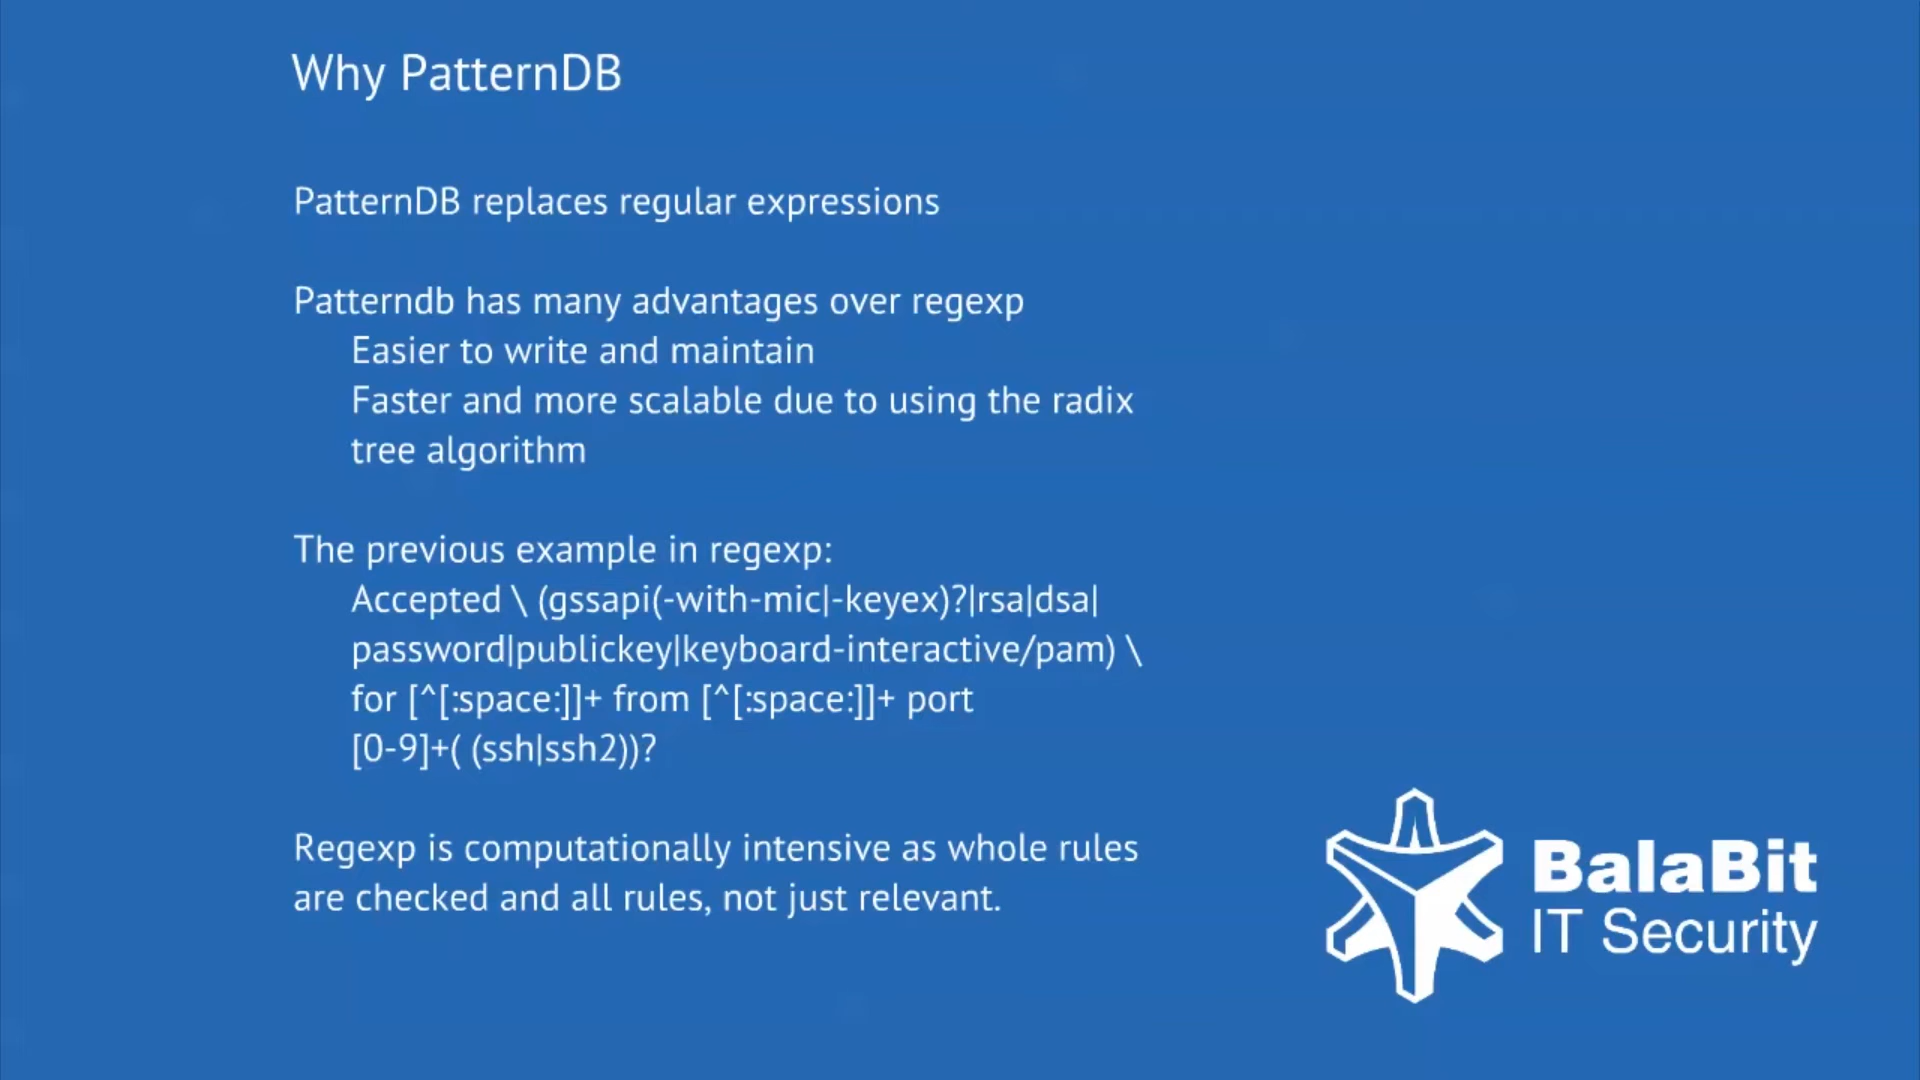 Why PatternDB
PatternDB replaces regular expressions
Patterndb has many advantages over regexp
Easier to write and maintain
Faster and more scalable due to using the radix
tree algorithm
The previous example in regexp:
Accepted \ (gssapi(-with-mic|-keyex)?|rsa|dsa|
password|publickey|keyboard-interactive/pam) \
for [^[:space:]]+ from [^[:space:]]+ port
[0-9]+( (ssh|ssh2))?
Regexp is computationally intensive as whole rules
are checked and all rules, not just relevant.
BalaBit
IT Security